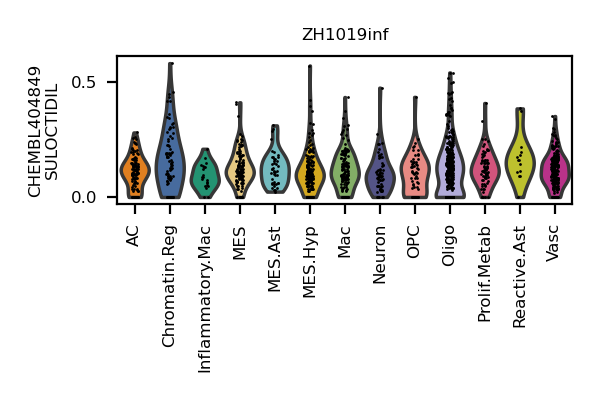 ZH1019inf
CHEMBL404849
SULOCTIDIL
0.5
0.0
AC
Chromatin.Reg
Inflammatory.Mac
MES
MES.Ast
MES.Hyp
Mac
Neuron
OPC
Oligo
Prolif.Metab
Reactive.Ast
Vasc